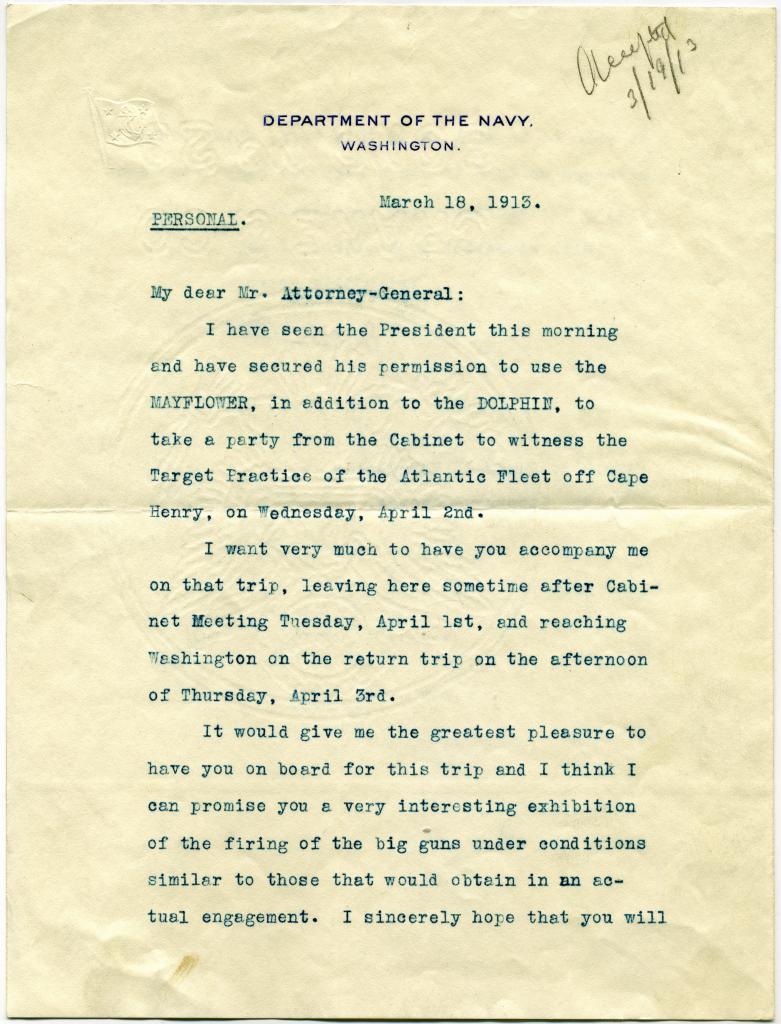 Accepted
3/19/13
DEPARTMENT OF THE NAVY.
WASHINGTON.
March 18, 1913.
PERSONAL.
My dear Mr. Attorney-General:
I have seen the President this morning
and have secured his permission to use the
MAYFLOWER, in addition to the DOLPHIN, to
take a party from the Cabinet to witness the
Target Practice of the Atlantic Fleet off Cape
Henry, on Wednesday, April 2nd.
I want very much to have you accompany me
on that trip, leaving here sometime after Cabi-
net Meeting Tuesday, April 1st, and reaching
Washington on the return trip on the afternoon
of Thursday, April 3rd.
It would give me the greatest pleasure to
have you on board for this trip and I think I
can promise you a very interesting exhibition
of the firing of the big guns under conditions
similar to those that would obtain in an ac-
tual engagement. I sincerely hope that you will